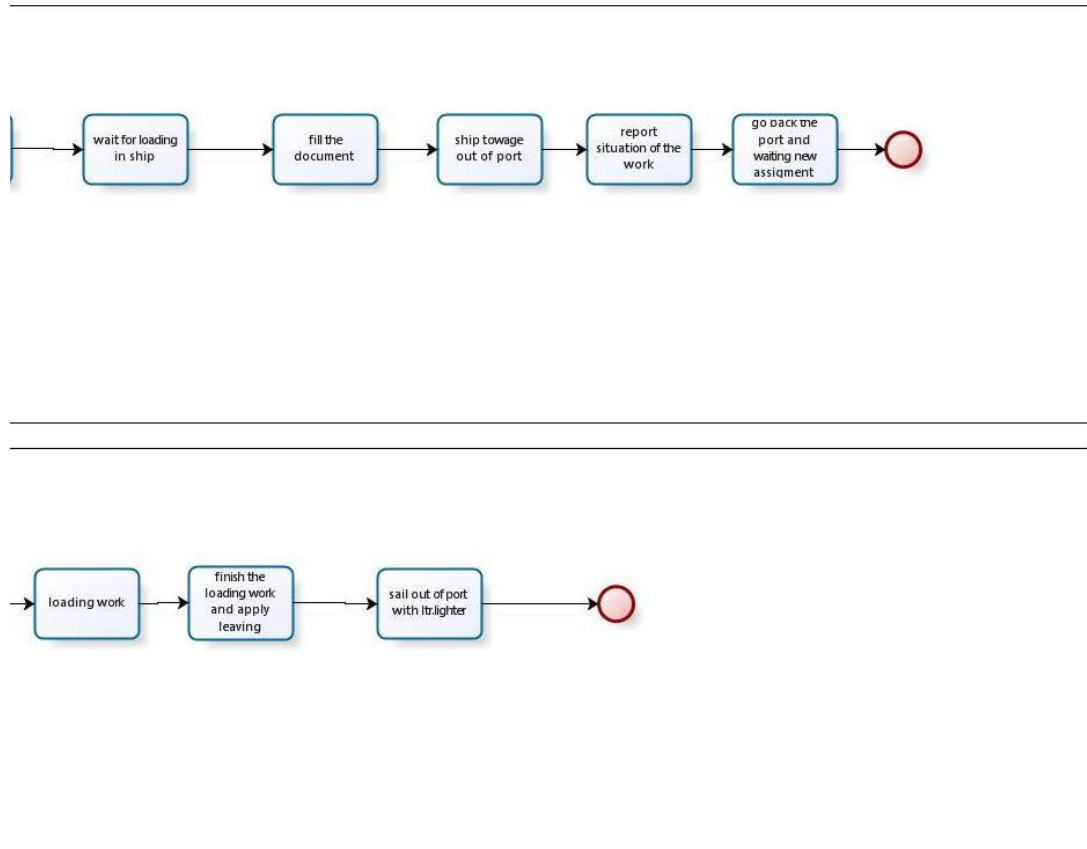 wait for loading
in ship
fill the
document
ship towage
out of port
report
situation of the
work
go back the
port and
waiting new
assigment
loading work
finish the
loading work
and apply
leaving
sail out of port
with ltr.lighter